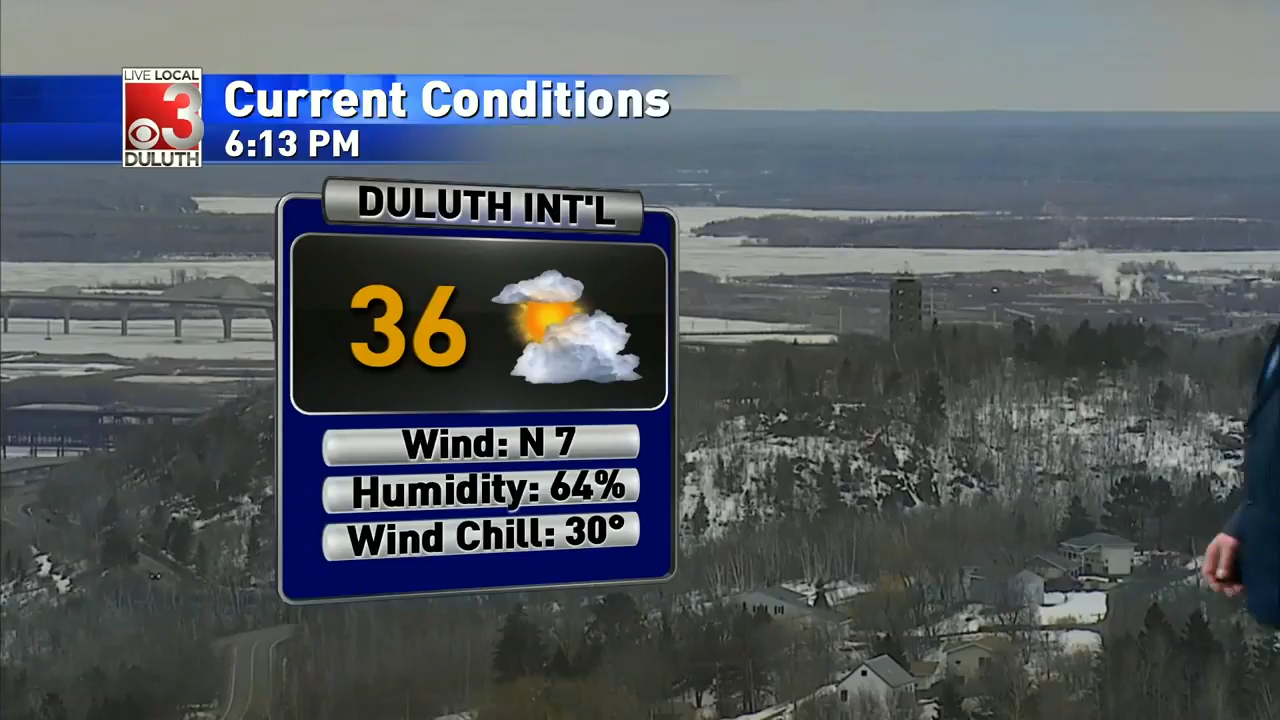 LIVE LOCAL
3
DULUTH
Current Conditions
6:13 PM
DULUTH INT'L
36
Wind: N 7
Humidity: 64%
Wind Chill: 30°